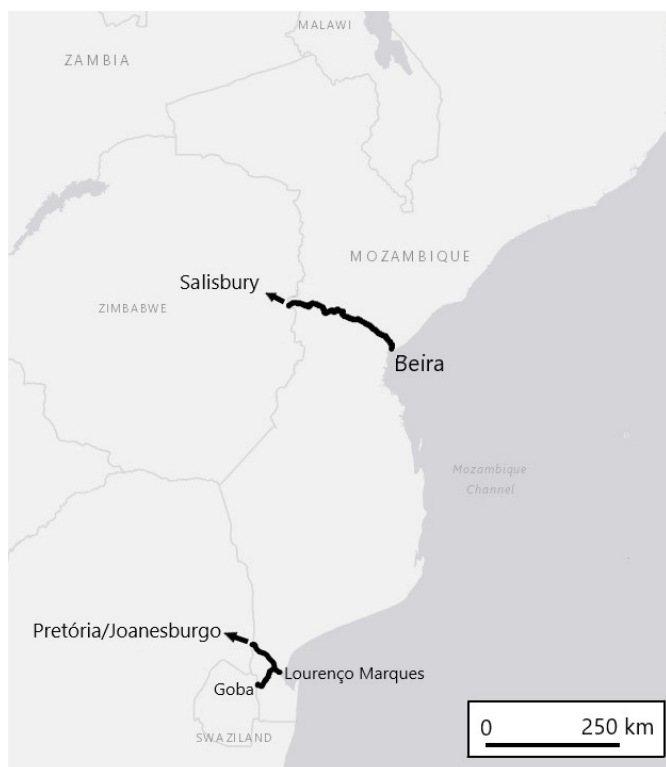 MALAWI
ZAMBIA
MOZAMBIQUE
Salisbury
ZIMBABWE
Beira
Mozambique
Channel
Pretória/Joanesburgo
Lourenço Marques
Goba
SWAZILAND
0 250 km